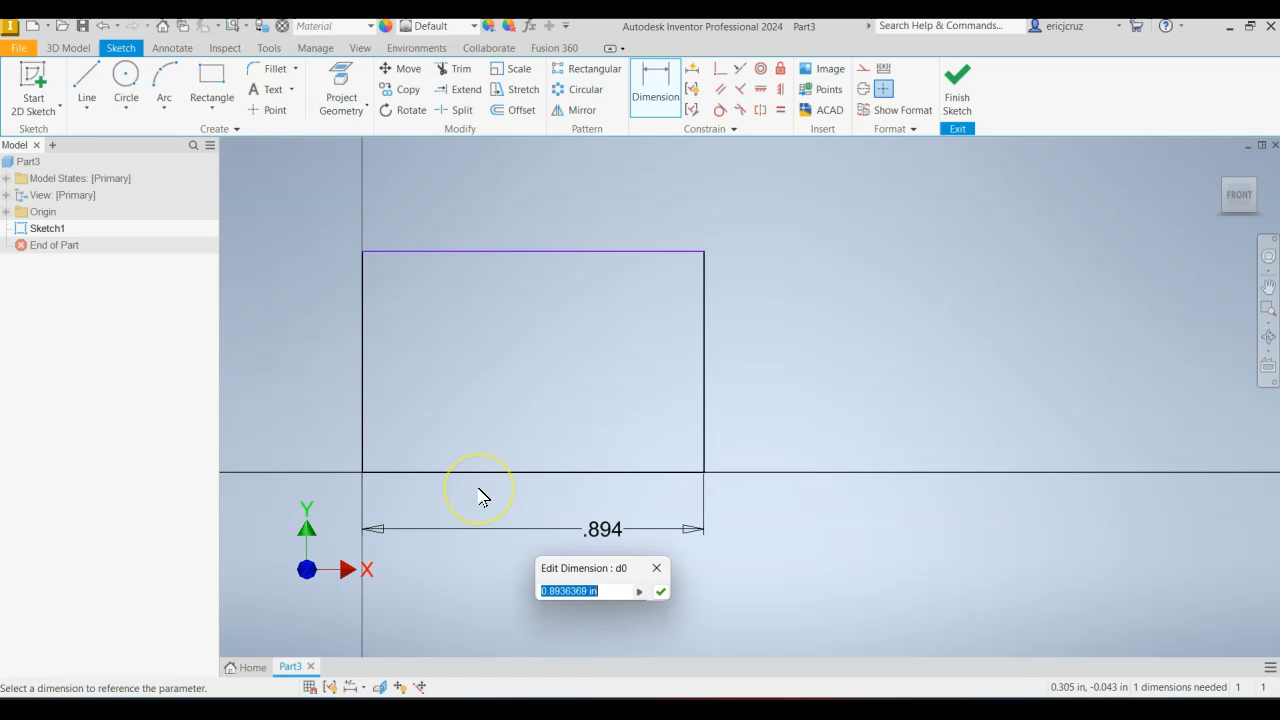 Material
Default
Autodesk Inventor Professional 2024 Part3
Search Help & Commands...
ericjcruz
File
3D Model
Sketch
Annotate
Inspect
Tools
Manage
View
Environments
Collaborate
Fusion 360
Start
2D Sketch
Line
Circle
Arc
Rectangle
Fillet
Text
Point
Project
Geometry
Move
Copy
Rotate
Trim
Extend
Split
Scale
Stretch
Offset
Rectangular
Circular
Mirror
Dimension
Image
Points
ACAD
Show Format
Finish
Sketch
Sketch
Create
Modify
Pattern
Constrain
Insert
Format
Exit
Model
Part3
Model States: [Primary]
View: [Primary]
Origin
Sketch1
End of Part
FRONT
.894
Y
X
Edit Dimension : d0
0.8936369 in
Home
Part3
Select a dimension to reference the parameter.
0.305 in, -0.043 in 1 dimensions needed 1 1